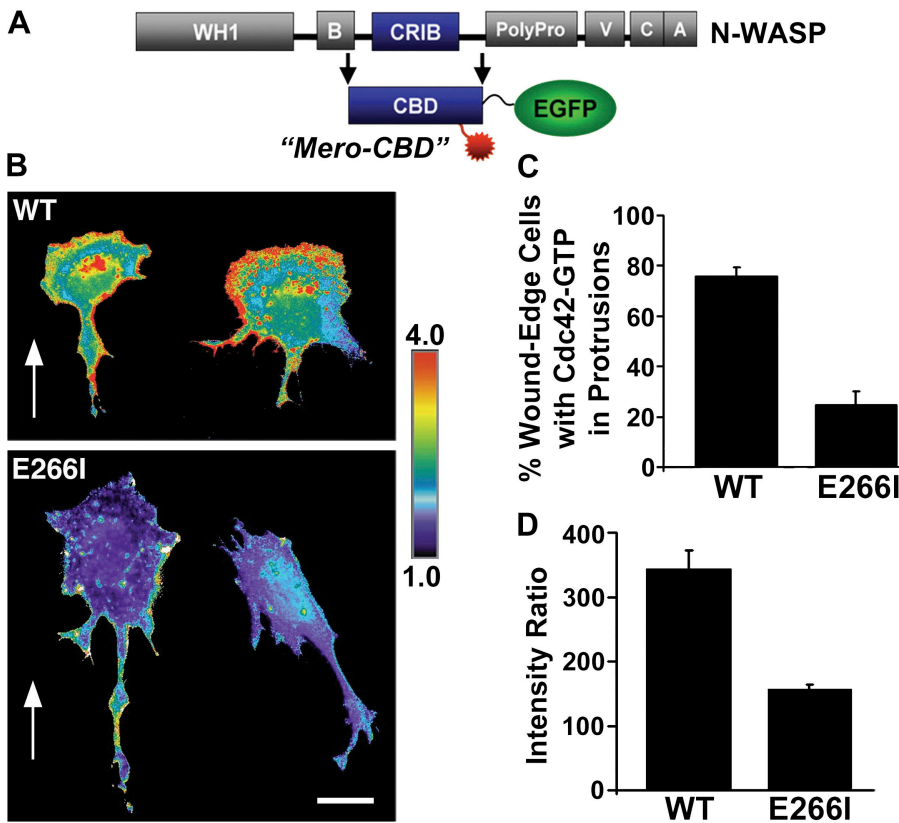 A
WH1 B CRIB PolyPro V C A N-WASP
CBD EGFP
“Mero-CBD”
B
WT
E266I
4.0
1.0
C
% Wound-Edge Cells
with Cdc42-GTP
in Protrusions
100
80
60
40
20
0
WT E266I
D
Intensity Ratio
400
300
200
100
0
WT E266I